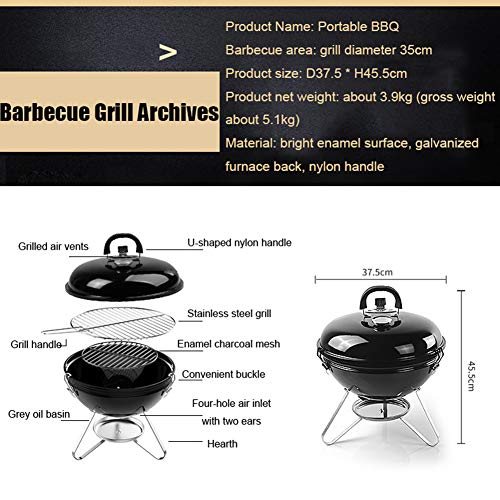 >
Barbecue Grill Archives
Product Name: Portable BBQ
Barbecue area: grill diameter 35cm
Product size: D37.5 * H45.5cm
Product net weight: about 3.9kg (gross weight
about 5.1kg)
Material: bright enamel surface, galvanized
furnace back, nylon handle
Grilled air vents
U-shaped nylon handle
Stainless steel grill
Grill handle
Enamel charcoal mesh
Convenient buckle
Grey oil basin
Four-hole air inlet
with two ears
Hearth
37.5cm
45.5cm